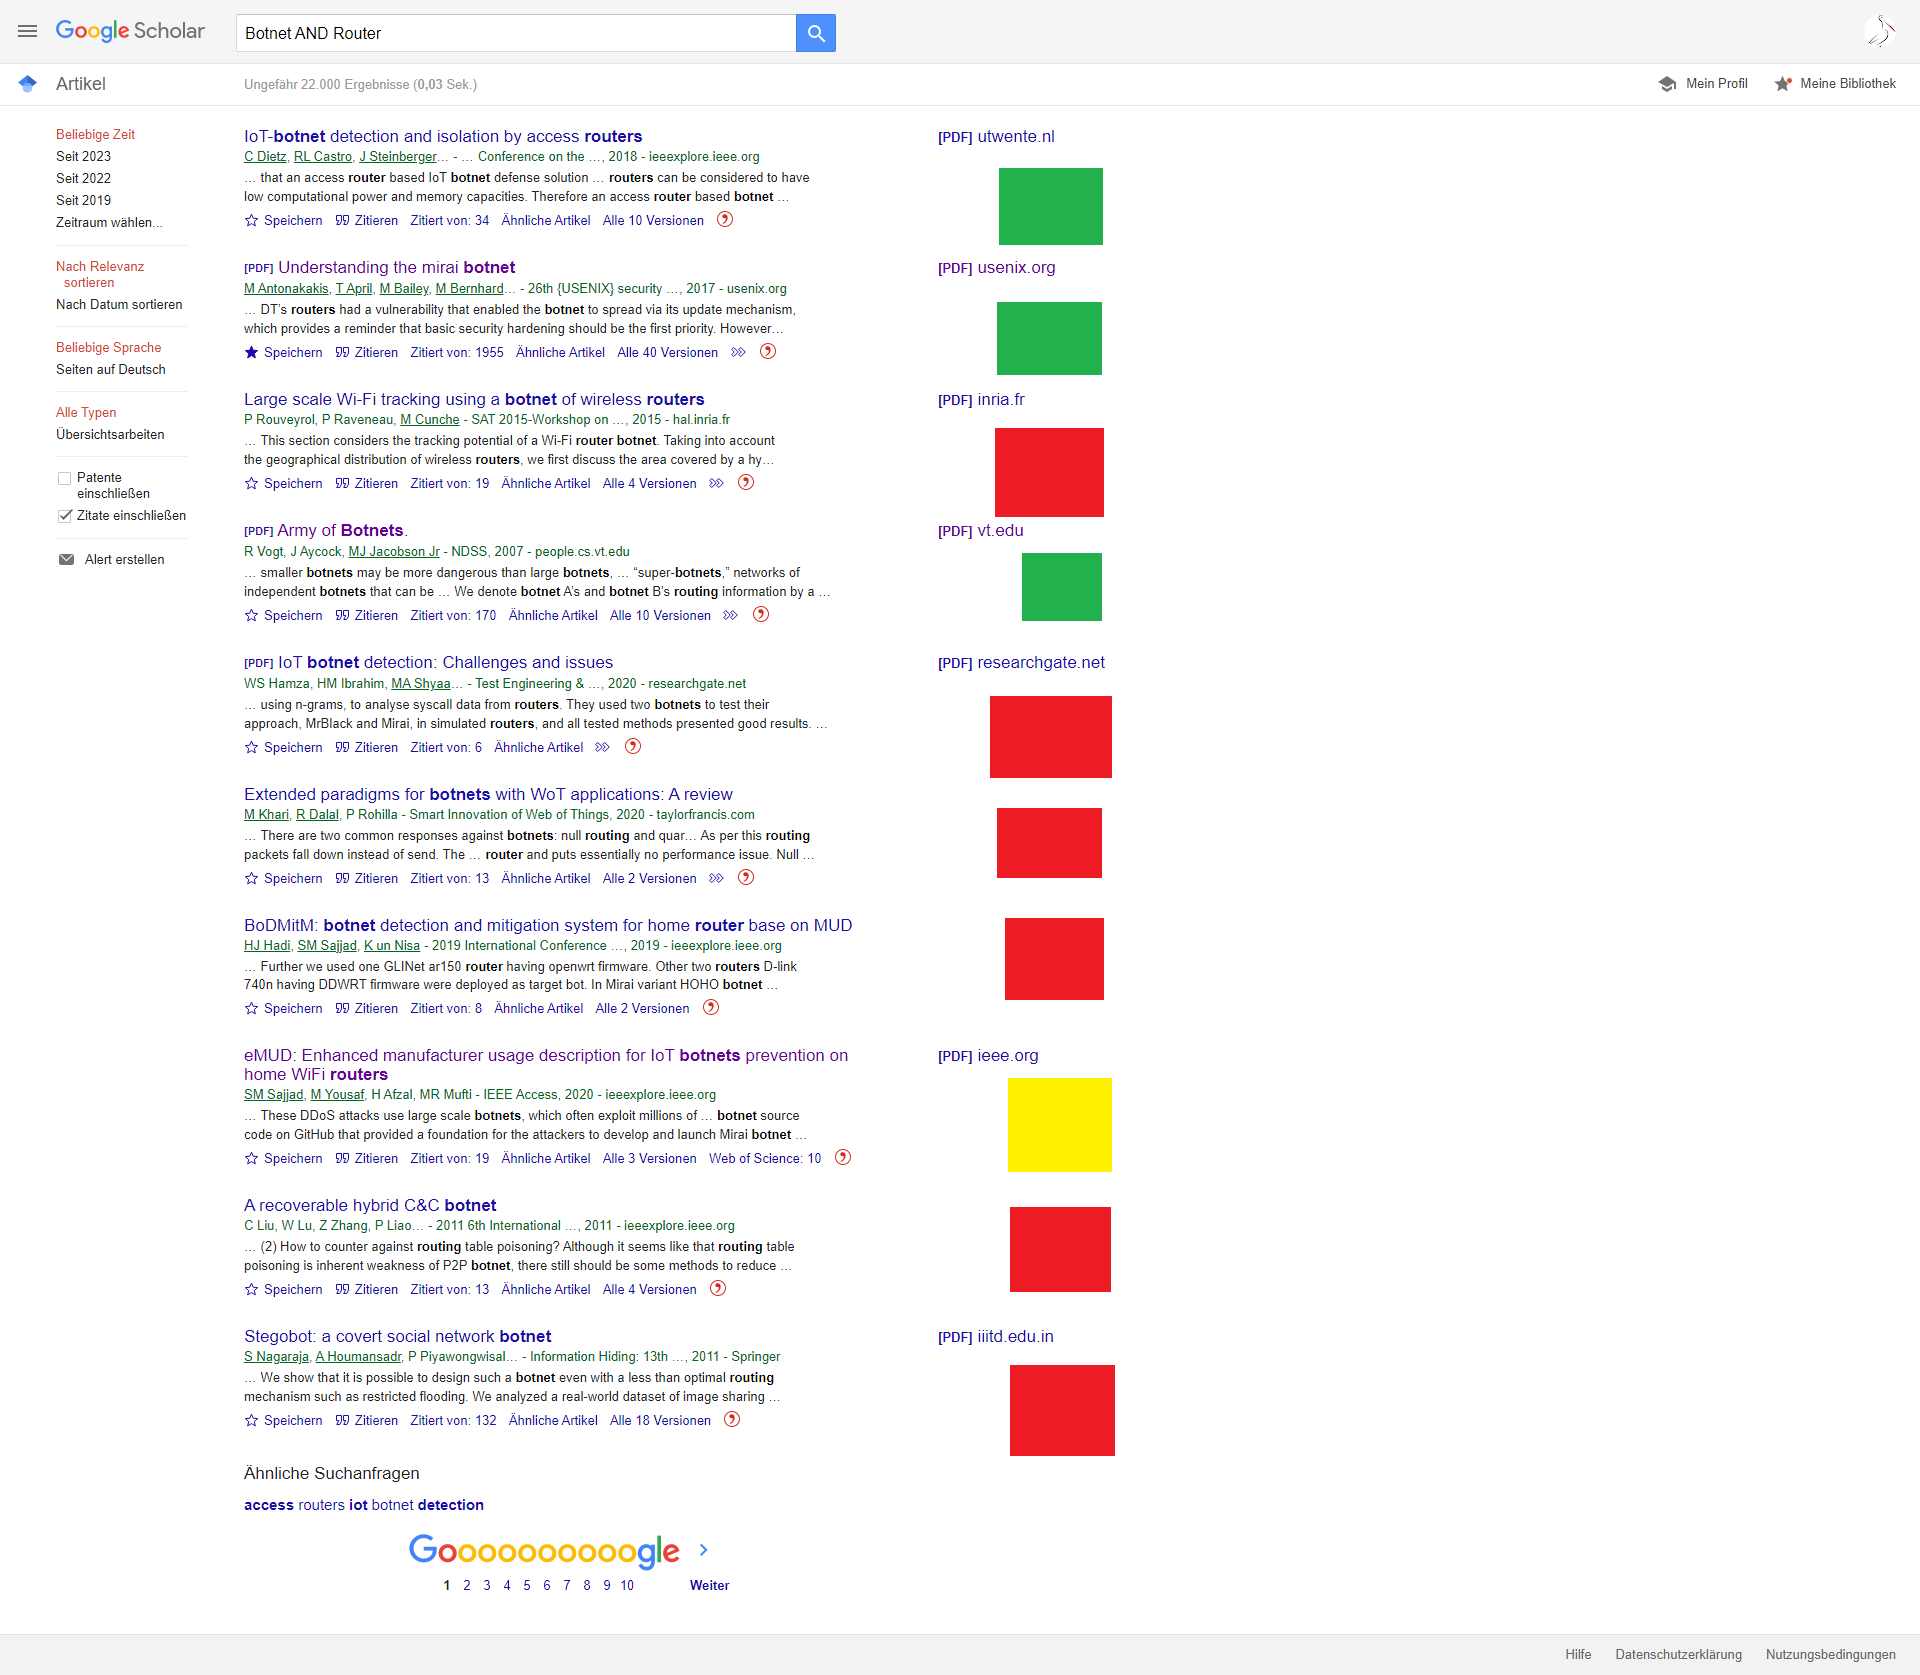 Google Scholar
Botnet AND Router
Artikel
Ungefähr 22.000 Ergebnisse (0,03 Sek.)
Mein Profil
Meine Bibliothek
Beliebige Zeit
Seit 2023
Seit 2022
Seit 2019
Zeitraum wählen...
Nach Relevanz
sortieren
Nach Datum sortieren
Beliebige Sprache
Seiten auf Deutsch
Alle Typen
Übersichtsarbeiten
Patente
einschließen
Zitate einschließen
Alert erstellen
IoT-botnet detection and isolation by access routers
[PDF] utwente.nl
C Dietz, RL Castro, J Steinberger… - … Conference on the …, 2018 - ieeexplore.ieee.org
… that an access router based IoT botnet defense solution … routers can be considered to have
low computational power and memory capacities. Therefore an access router based botnet …
Speichern Zitieren Zitiert von: 34 Ähnliche Artikel Alle 10 Versionen
[PDF] Understanding the mirai botnet
[PDF] usenix.org
M Antonakakis, T April, M Bailey, M Bernhard… - 26th {USENIX} security …, 2017 - usenix.org
… DT's routers had a vulnerability that enabled the botnet to spread via its update mechanism,
which provides a reminder that basic security hardening should be the first priority. However…
Speichern Zitieren Zitiert von: 1955 Ähnliche Artikel Alle 40 Versionen
Large scale Wi-Fi tracking using a botnet of wireless routers
[PDF] inria.fr
P Rouveyrol, P Raveneau, M Cunche - SAT 2015-Workshop on …, 2015 - hal.inria.fr
… This section considers the tracking potential of a Wi-Fi router botnet. Taking into account
the geographical distribution of wireless routers, we first discuss the area covered by a hy…
Speichern Zitieren Zitiert von: 19 Ähnliche Artikel Alle 4 Versionen
[PDF] Army of Botnets.
[PDF] vt.edu
R Vogt, J Aycock, MJ Jacobson Jr - NDSS, 2007 - people.cs.vt.edu
… smaller botnets may be more dangerous than large botnets, … “super-botnets,” networks of
independent botnets that can be … We denote botnet A's and botnet B's routing information by a …
Speichern Zitieren Zitiert von: 170 Ähnliche Artikel Alle 10 Versionen
[PDF] IoT botnet detection: Challenges and issues
[PDF] researchgate.net
WS Hamza, HM Ibrahim, MA Shyaa… - Test Engineering & …, 2020 - researchgate.net
… using n-grams, to analyse syscall data from routers. They used two botnets to test their
approach, MrBlack and Mirai, in simulated routers, and all tested methods presented good results. …
Speichern Zitieren Zitiert von: 6 Ähnliche Artikel
Extended paradigms for botnets with WoT applications: A review
M Khari, R Dalal, P Rohilla - Smart Innovation of Web of Things, 2020 - taylorfrancis.com
… There are two common responses against botnets: null routing and quar… As per this routing
packets fall down instead of send. The … router and puts essentially no performance issue. Null …
Speichern Zitieren Zitiert von: 13 Ähnliche Artikel Alle 2 Versionen
BoDMitM: botnet detection and mitigation system for home router base on MUD
HJ Hadi, SM Sajjad, K un Nisa - 2019 International Conference …, 2019 - ieeexplore.ieee.org
… Further we used one GLINet ar150 router having openwrt firmware. Other two routers D-link
740n having DDWRT firmware were deployed as target bot. In Mirai variant HOHO botnet …
Speichern Zitieren Zitiert von: 8 Ähnliche Artikel Alle 2 Versionen
eMUD: Enhanced manufacturer usage description for IoT botnets prevention on
home WiFi routers
[PDF] ieee.org
SM Sajjad, M Yousaf, H Afzal, MR Mufti - IEEE Access, 2020 - ieeexplore.ieee.org
… These DDoS attacks use large scale botnets, which often exploit millions of … botnet source
code on GitHub that provided a foundation for the attackers to develop and launch Mirai botnet …
Speichern Zitieren Zitiert von: 19 Ähnliche Artikel Alle 3 Versionen Web of Science: 10
A recoverable hybrid C&C botnet
C Liu, W Lu, Z Zhang, P Liao… - 2011 6th International …, 2011 - ieeexplore.ieee.org
… (2) How to counter against routing table poisoning? Although it seems like that routing table
poisoning is inherent weakness of P2P botnet, there still should be some methods to reduce …
Speichern Zitieren Zitiert von: 13 Ähnliche Artikel Alle 4 Versionen
Stegobot: a covert social network botnet
[PDF] iiitd.edu.in
S Nagaraja, A Houmansadr, P Piyawongwisal… - Information Hiding: 13th …, 2011 - Springer
… We show that it is possible to design such a botnet even with a less than optimal routing
mechanism such as restricted flooding. We analyzed a real-world dataset of image sharing …
Speichern Zitieren Zitiert von: 132 Ähnliche Artikel Alle 18 Versionen
Ähnliche Suchanfragen
access routers iot botnet detection
Goooooooooogle
1 2 3 4 5 6 7 8 9 10 Weiter
Hilfe Datenschutzerklärung Nutzungsbedingungen